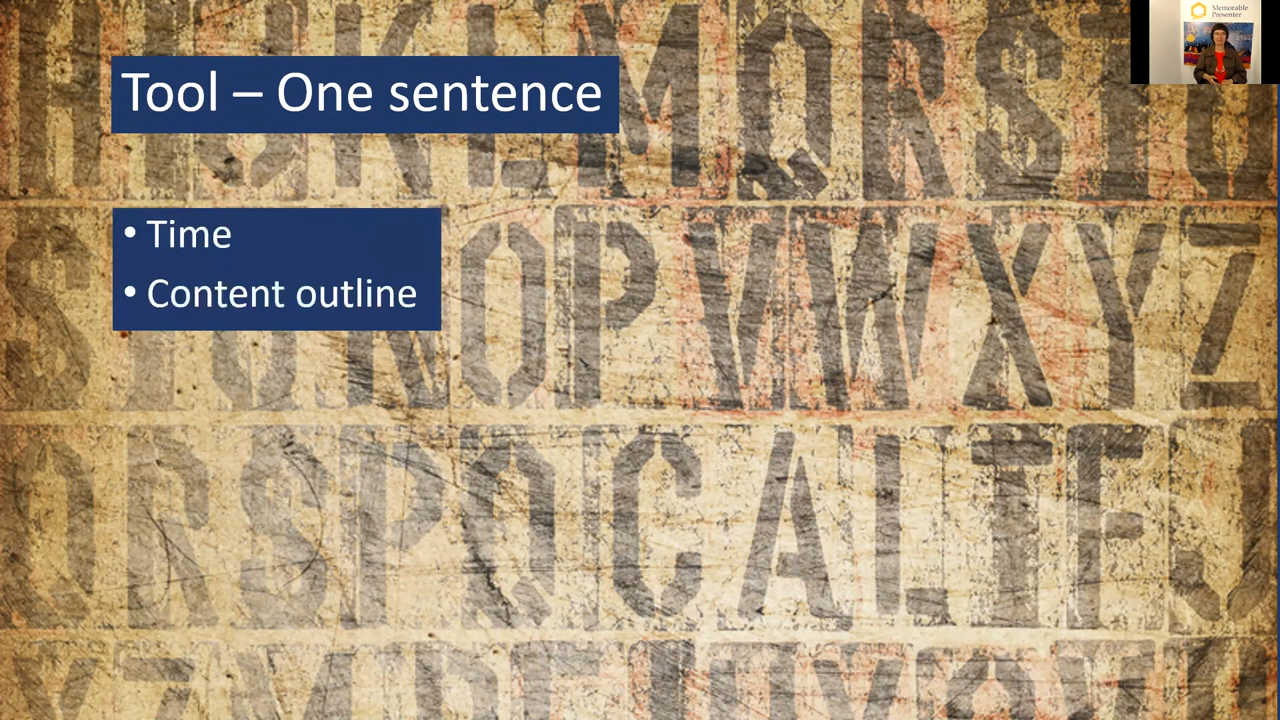 Memorable
Presenter
Tool – One sentence
• Time
• Content outline
H I J K L M Q R S T U
S T U N O P V W X Y Z
Q R S P Q C A L T F J